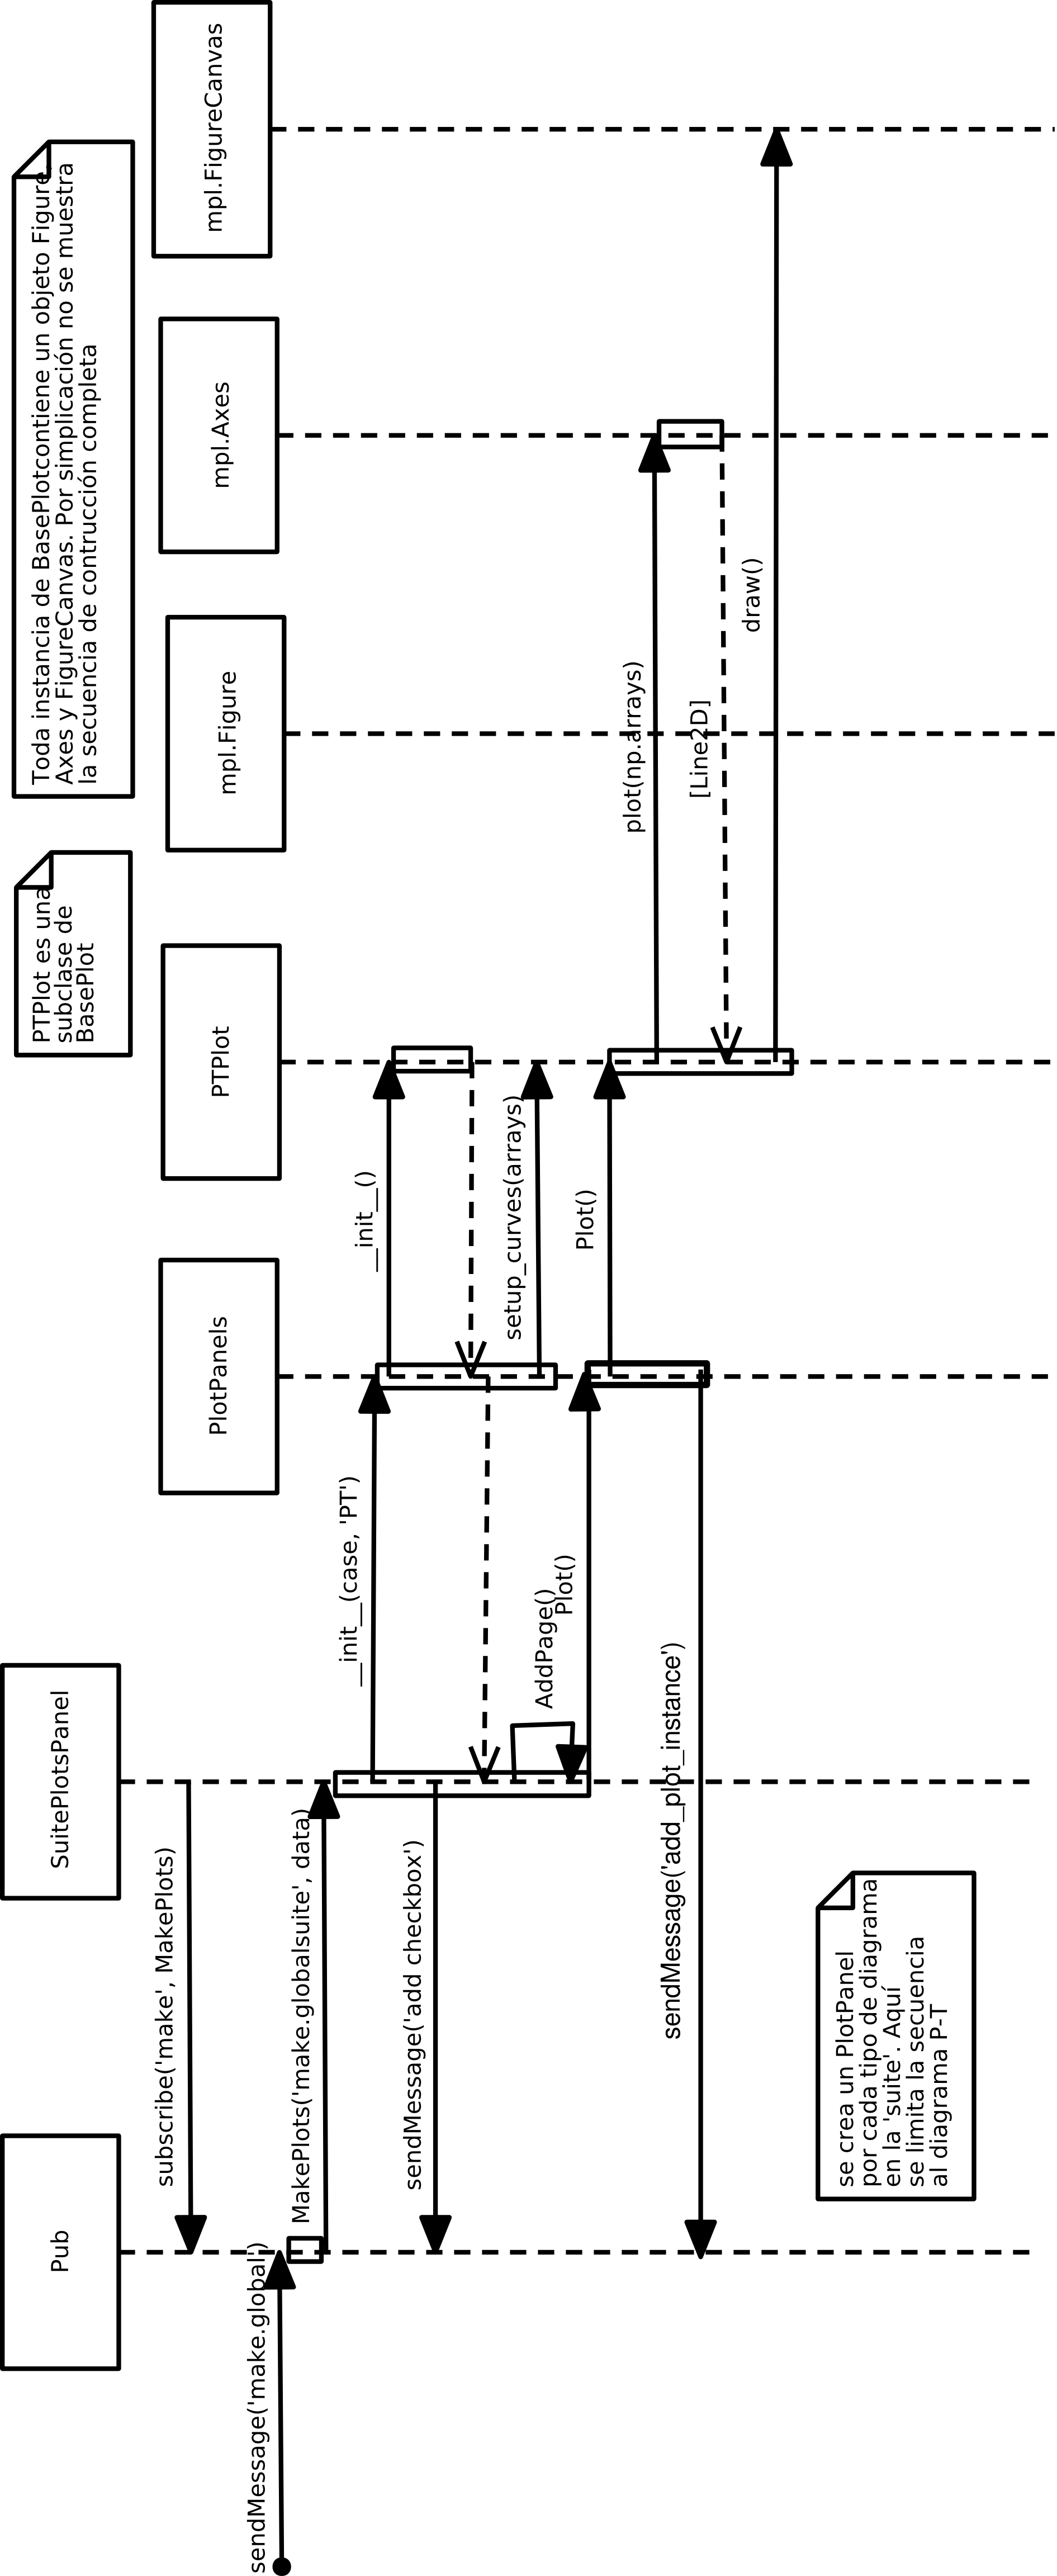 Toda instancia de BasePlotcontiene un objeto Figure,
Axes y FigureCanvas. Por simplicación no se muestra
la secuencia de contrucción completa
PTPlot es una
subclase de
BasePlot
Pub
SuitePlotsPanel
PlotPanels
PTPlot
mpl.Figure
mpl.Axes
mpl.FigureCanvas
subscribe('make', MakePlots)
sendMessage('make.global')
MakePlots('make.globalsuite', data)
__init__(case, 'PT')
__init__()
sendMessage('add checkbox')
setup_curves(arrays)
AddPage()
Plot()
Plot()
plot(np.arrays)
[Line2D]
sendMessage('add_plot_instance')
draw()
se crea un PlotPanel
por cada tipo de diagrama
en la 'suite'. Aquí
se limita la secuencia
al diagrama P-T